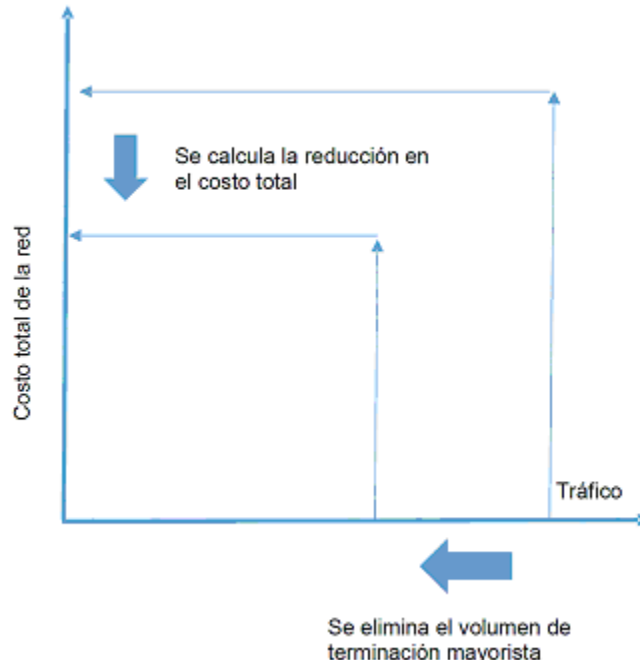 Se calcula la reducción en
el costo total
Costo total de la red
Tráfico
Se elimina el volumen de
terminación mayorista